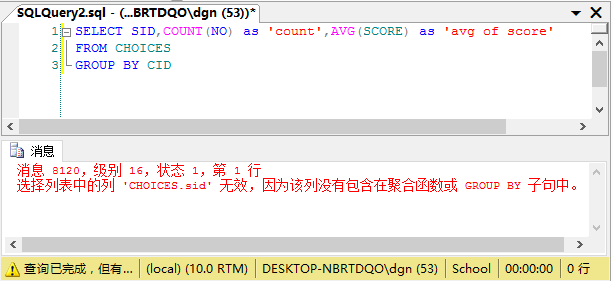 SQLQuery2.sql - (...BRTDQO\dgn (53))*
1 SELECT SID,COUNT(NO) as 'count',AVG(SCORE) as 'avg of score'
2 FROM CHOICES
3 GROUP BY CID
消息
消息 8120，级别 16，状态 1，第 1 行
选择列表中的列 'CHOICES.sid' 无效，因为该列没有包含在聚合函数或 GROUP BY 子句中。
查询已完成，但有... (local) (10.0 RTM) DESKTOP-NBRTDQO\dgn (53) School 00:00:00 0 行